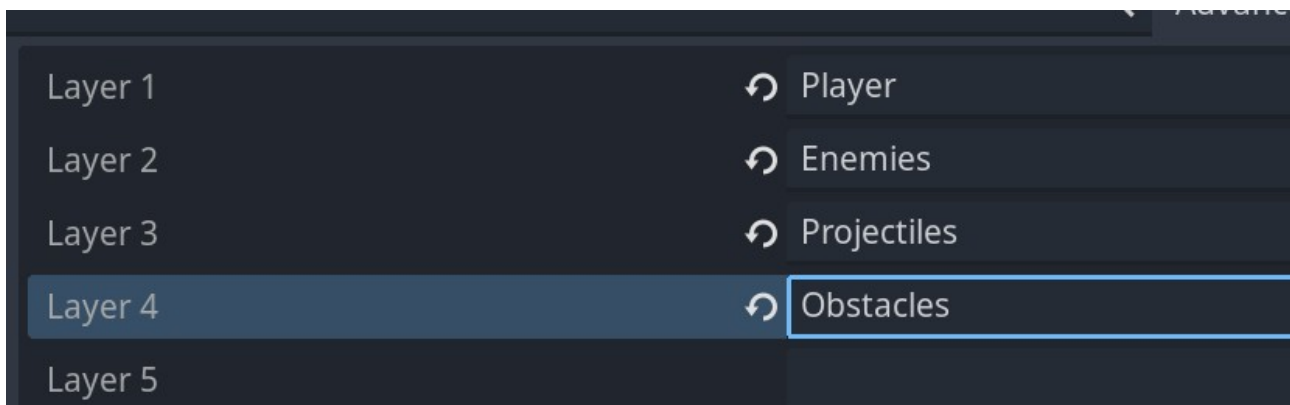 Layer 1 Player
Layer 2 Enemies
Layer 3 Projectiles
Layer 4 Obstacles
Layer 5